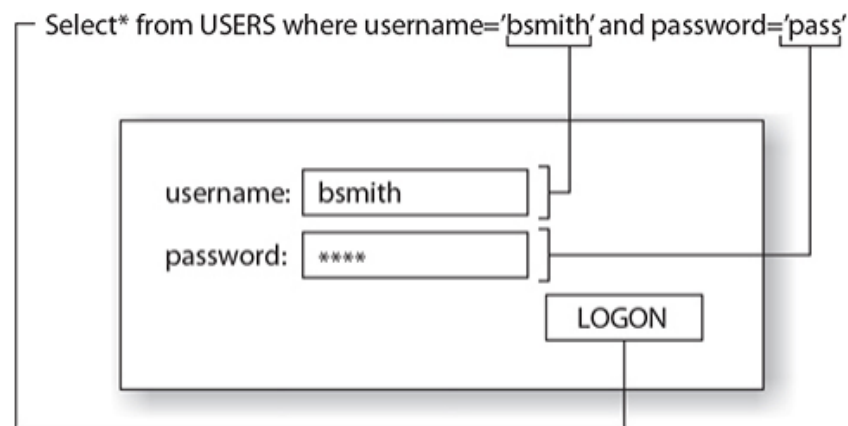 Select* from USERS where username=’bsmith’ and password=’pass’
username: bsmith
password: ****
LOGON